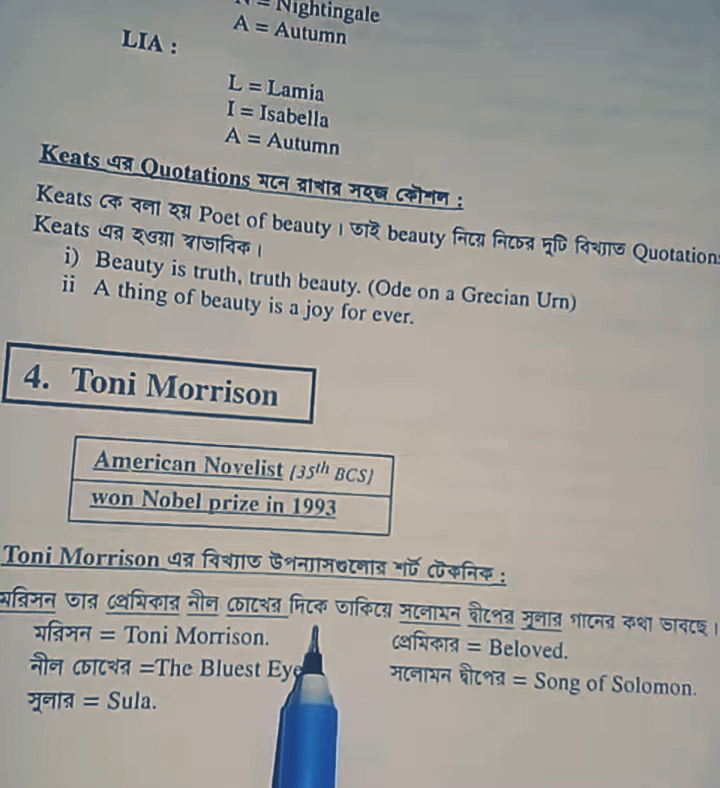 N = Nightingale
A = Autumn
LIA :
L = Lamia
I = Isabella
A = Autumn
Keats এর Quotations মনে রাখার সহজ কৌশল :
Keats কে বলা হয় Poet of beauty। তাই beauty নিয়ে নিচের দুটি বিখ্যাত Quotations
Keats এর হওয়া স্বাভাবিক।
i) Beauty is truth, truth beauty. (Ode on a Grecian Urn)
ii A thing of beauty is a joy for ever.
4. Toni Morrison
American Novelist [35th BCS]
won Nobel prize in 1993
Toni Morrison এর বিখ্যাত উপন্যাসগুলোর শর্ট টেকনিক :
মরিসন তার প্রেমিকার নীল চোখের দিকে তাকিয়ে সলোমন দ্বীপের সুলার গানের কথা ভাবছে।
মরিসন = Toni Morrison. প্রেমিকার = Beloved.
নীল চোখের =The Bluest Eye সলোমন দ্বীপের = Song of Solomon.
সুলার = Sula.